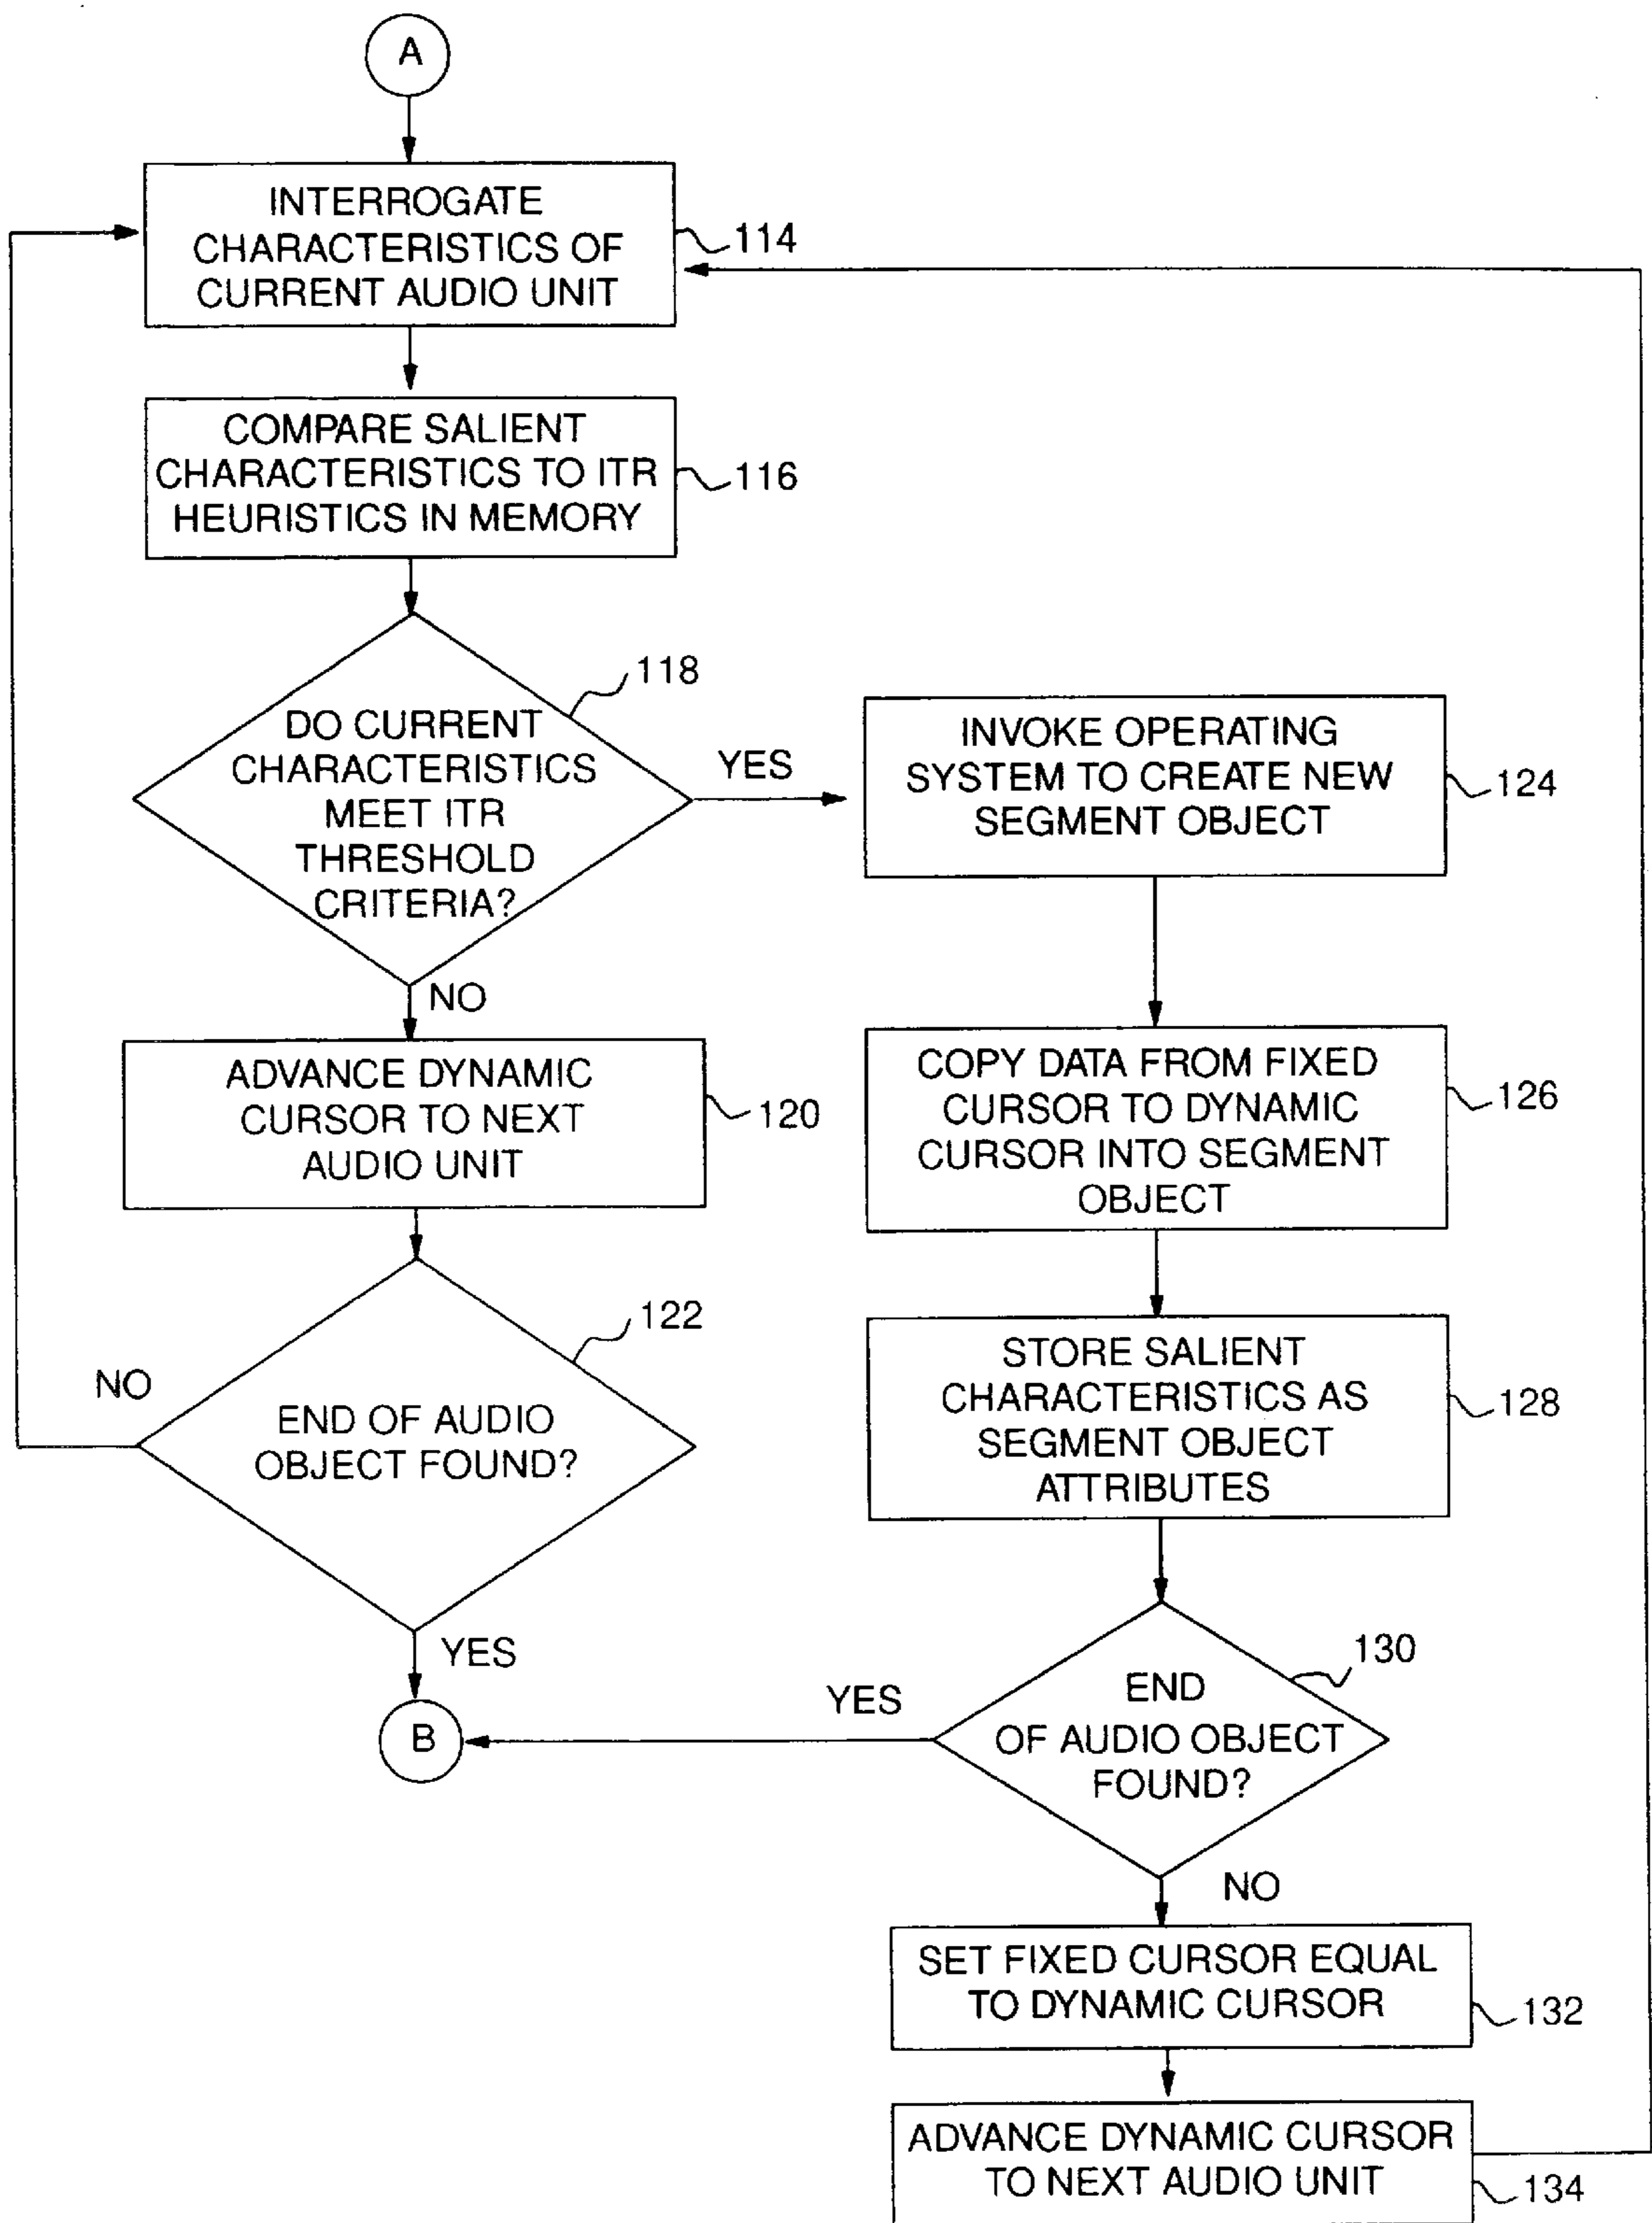 A
INTERROGATE
CHARACTERISTICS OF
CURRENT AUDIO UNIT
114
COMPARE SALIENT
CHARACTERISTICS TO ITR
HEURISTICS IN MEMORY
116
118
DO CURRENT
CHARACTERISTICS
MEET ITR
THRESHOLD
CRITERIA?
YES
NO
INVOKE OPERATING
SYSTEM TO CREATE NEW
SEGMENT OBJECT
124
ADVANCE DYNAMIC
CURSOR TO NEXT
AUDIO UNIT
120
COPY DATA FROM FIXED
CURSOR TO DYNAMIC
CURSOR INTO SEGMENT
OBJECT
126
122
NO
END OF AUDIO
OBJECT FOUND?
YES
STORE SALIENT
CHARACTERISTICS AS
SEGMENT OBJECT
ATTRIBUTES
128
B
YES
130
END
OF AUDIO OBJECT
FOUND?
NO
SET FIXED CURSOR EQUAL
TO DYNAMIC CURSOR
132
ADVANCE DYNAMIC CURSOR
TO NEXT AUDIO UNIT
134